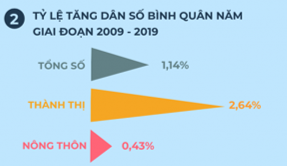 2 TỶ LỆ TĂNG DÂN SỐ BÌNH QUÂN NĂM
GIAI ĐOẠN 2009 - 2019
TỔNG SỐ 1,14%
THÀNH THỊ 2,64%
NÔNG THÔN 0,43%